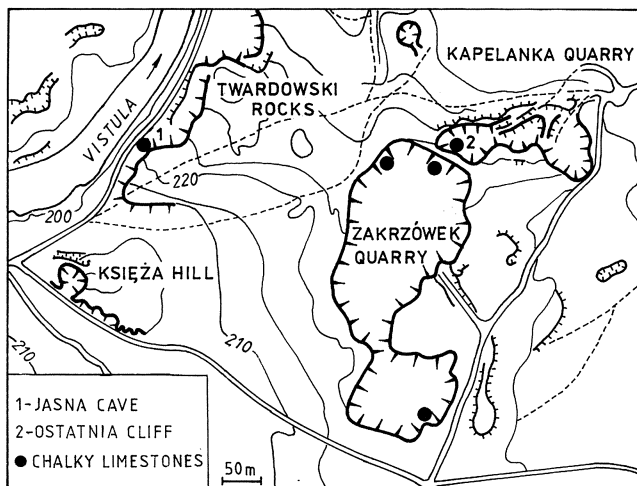 KAPELANKA QUARRY
TWARDOWSKI
ROCKS
VISTULA
1
2
220
200
ZAKRZÓWEK
QUARRY
KSIĘŻA HILL
210
210
1-JASNA CAVE
2-OSTATNIA CLIFF
CHALKY LIMESTONES
50m